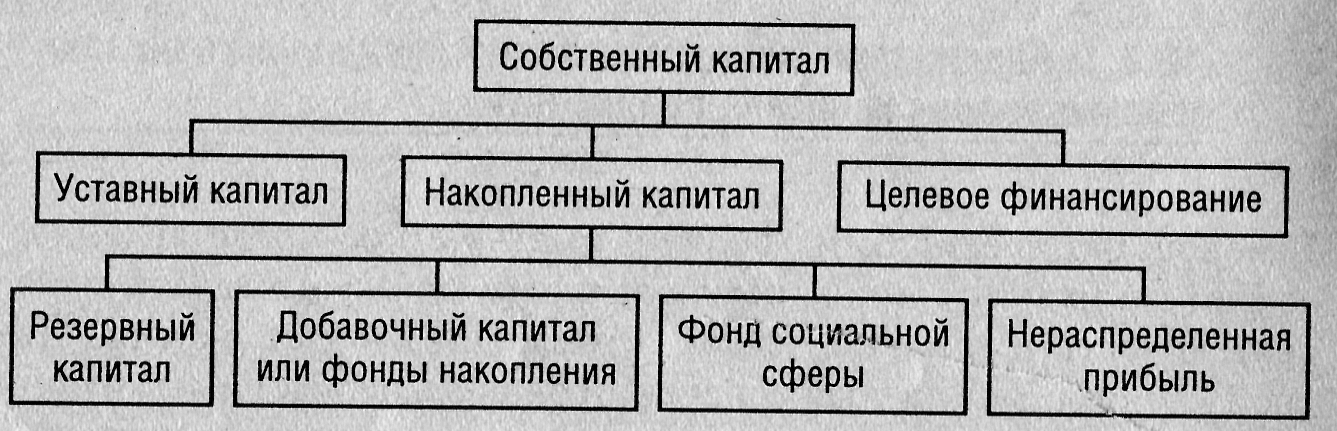 Собственный капитал
Уставный капитал
Накопленный капитал
Целевое финансирование
Резервный
капитал
Добавочный капитал
или фонды накопления
Фонд социальной
сферы
Нераспределенная
прибыль